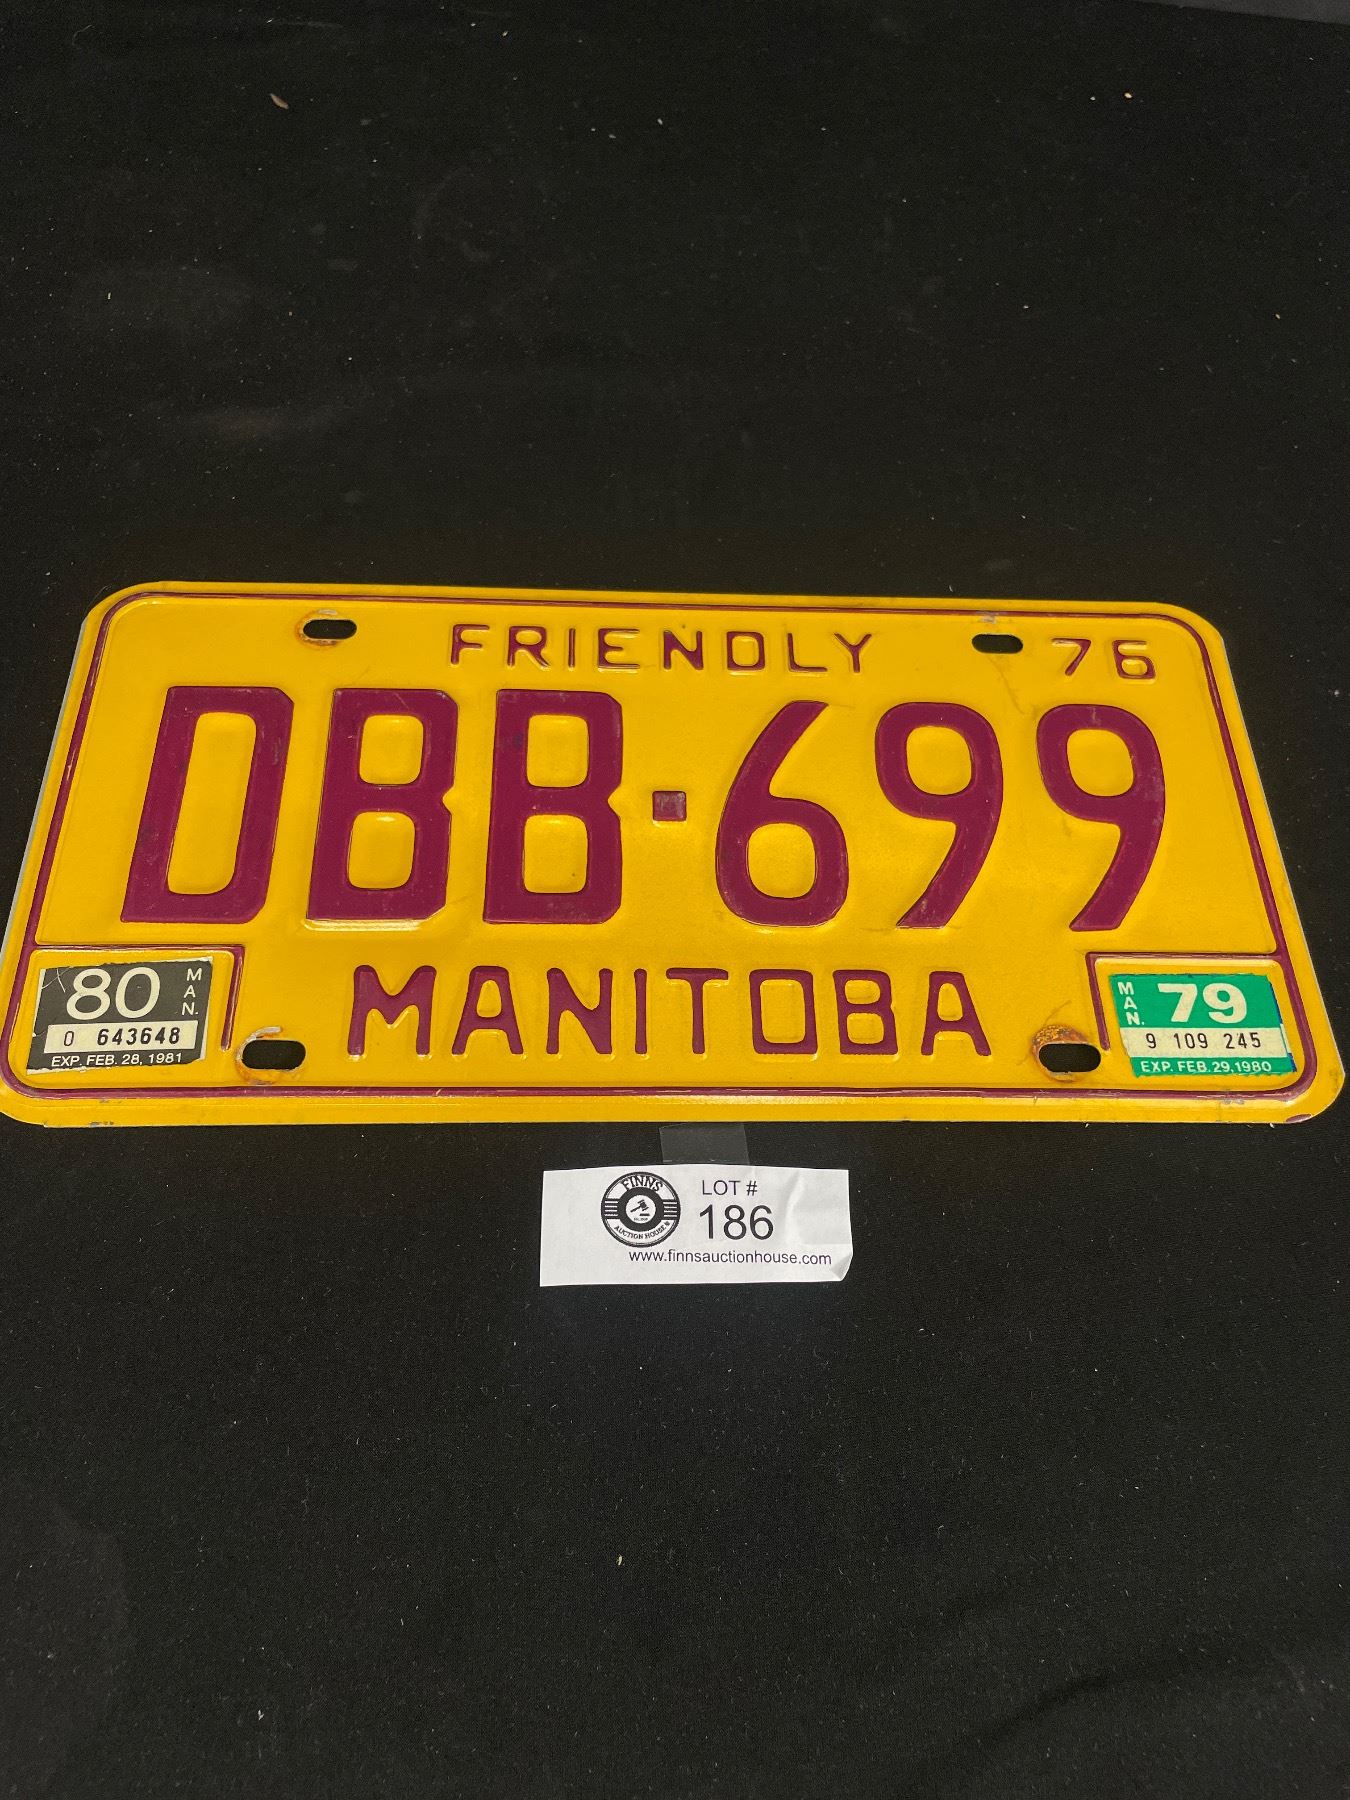 FRIENDLY 76
DBB-699
MANITOBA
80 MAN.
0 643648
EXP. FEB. 28, 1981
MAN. 79
9 109 245
EXP. FEB. 29, 1980
FINNS
AUCTION HOUSE
LOT #
186
www.finnsauctionhouse.com